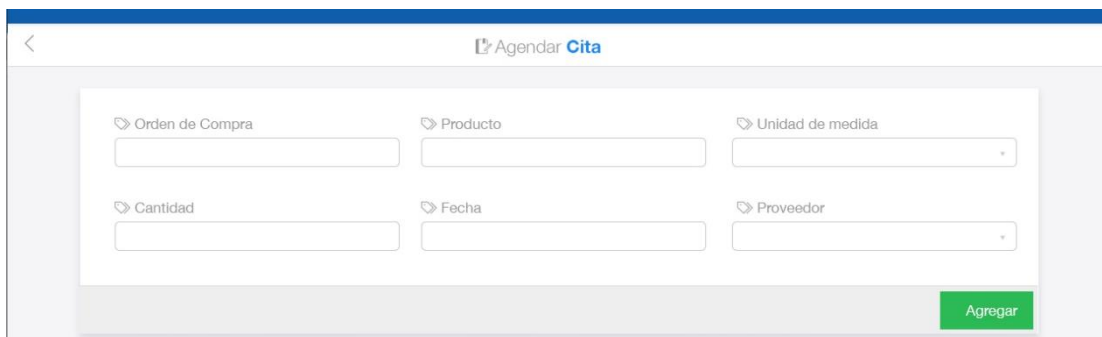 Agendar Cita
Orden de Compra
Producto
Unidad de medida
Cantidad
Fecha
Proveedor
Agregar